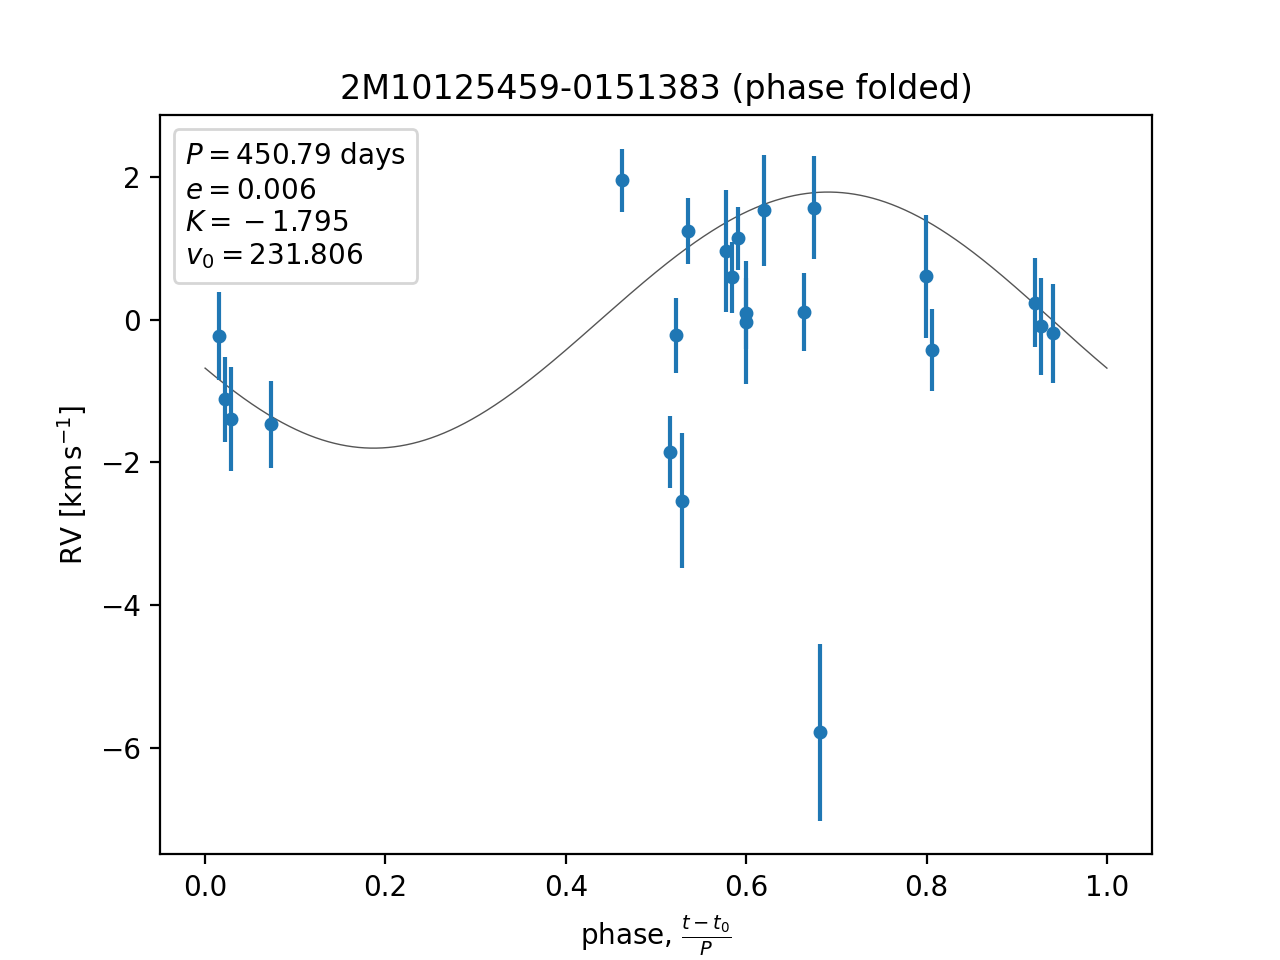 2M10125459-0151383 (phase folded)
P = 450.79 days
e = 0.006
K = −1.795
v₀ = 231.806
RV [km s⁻¹]
2
0
−2
−4
−6
0.0 0.2 0.4 0.6 0.8 1.0
phase, (t − t₀)/P